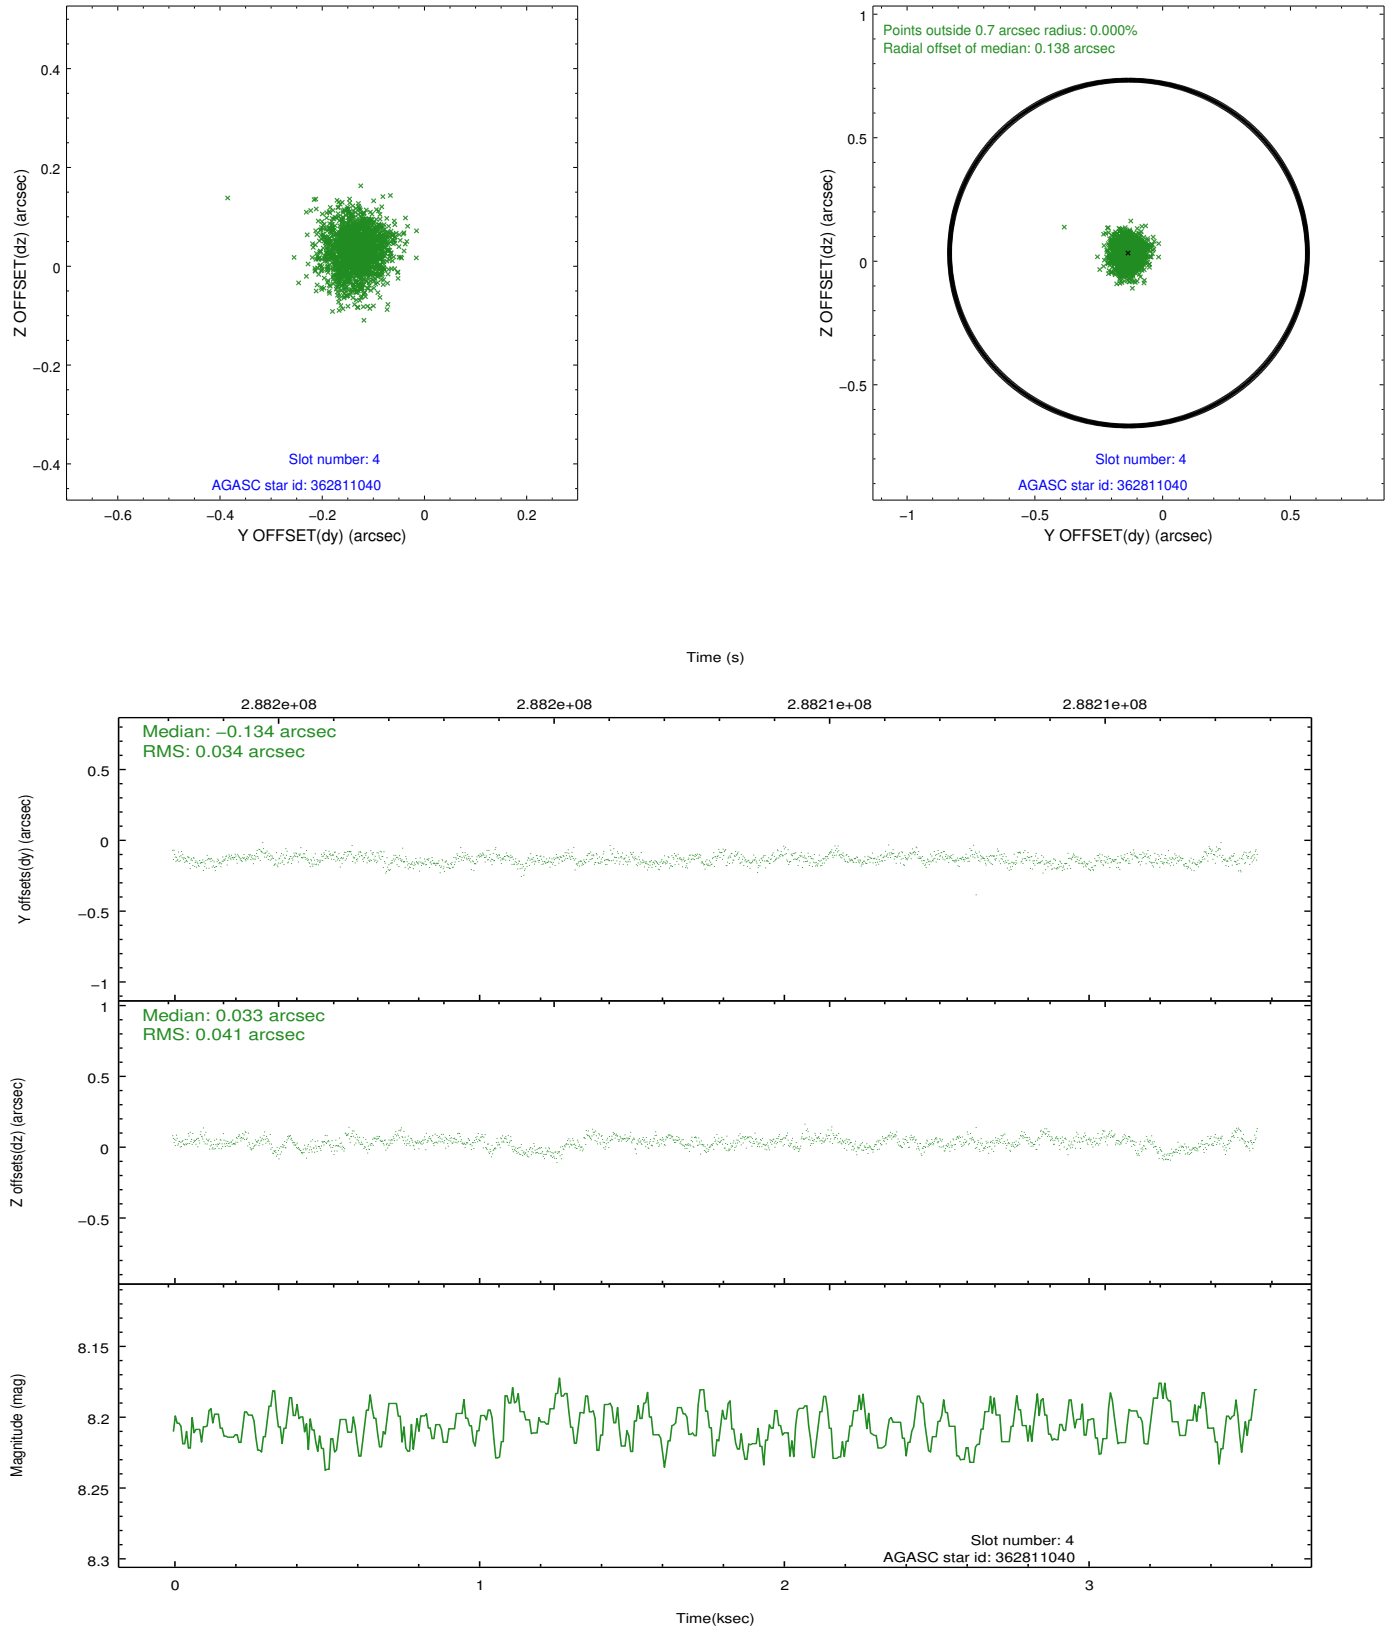 0.4
0.2
0
−0.2
−0.4
Z OFFSET(dz) (arcsec)
Slot number: 4
AGASC star id: 362811040
−0.6 −0.4 −0.2 0 0.2
Y OFFSET(dy) (arcsec)
Points outside 0.7 arcsec radius: 0.000%
Radial offset of median: 0.138 arcsec
1
0.5
0
−0.5
Z OFFSET(dz) (arcsec)
Slot number: 4
AGASC star id: 362811040
−1 −0.5 0 0.5
Y OFFSET(dy) (arcsec)
Time (s)
2.882e+08 2.882e+08 2.8821e+08 2.8821e+08
Median: −0.134 arcsec
RMS: 0.034 arcsec
0.5
0
−0.5
−1
Y offsets(dy) (arcsec)
Median: 0.033 arcsec
RMS: 0.041 arcsec
1
0.5
0
−0.5
Z offsets(dz) (arcsec)
8.15
8.2
8.25
8.3
Magnitude (mag)
Slot number: 4
AGASC star id: 362811040
0 1 2 3
Time(ksec)